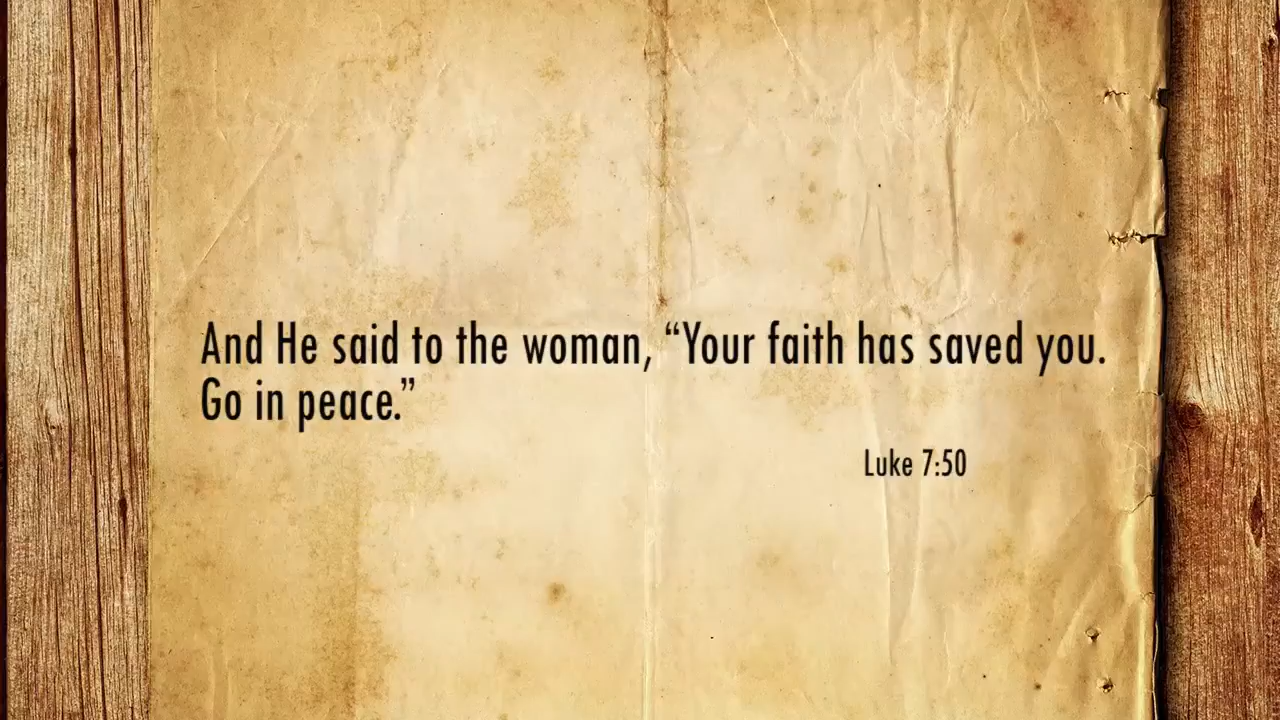 And He said to the woman, “Your faith has saved you.
Go in peace.”
Luke 7:50